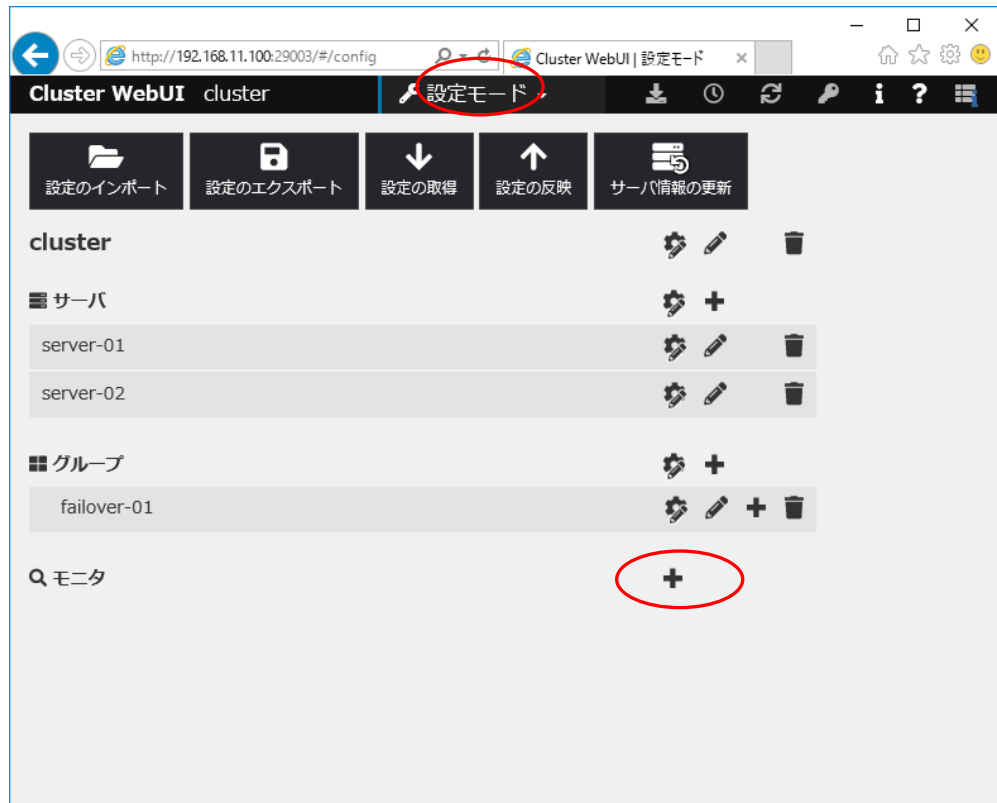 http://192.168.11.100:29003/#/config
Cluster WebUI | 設定モード
Cluster WebUI cluster 設定モード
設定のインポート 設定のエクスポート 設定の取得 設定の反映 サーバ情報の更新
cluster
サーバ
server-01
server-02
グループ
failover-01
モニタ